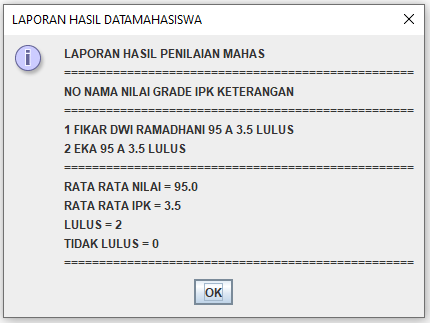 LAPORAN HASIL DATAMAHASISWA
LAPORAN HASIL PENILAIAN MAHAS
==================================================
NO NAMA NILAI GRADE IPK KETERANGAN
==================================================
1 FIKAR DWI RAMADHANI 95 A 3.5 LULUS
2 EKA 95 A 3.5 LULUS
==================================================
RATA RATA NILAI = 95.0
RATA RATA IPK = 3.5
LULUS = 2
TIDAK LULUS = 0
==================================================
OK